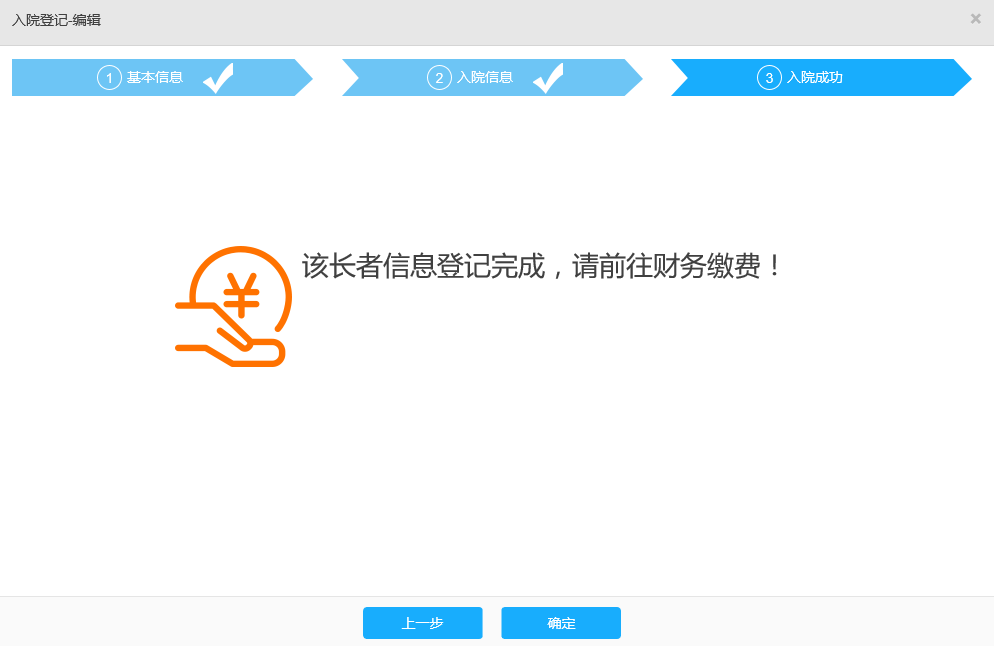 入院登记-编辑
×
1 基本信息
2 入院信息
3 入院成功
¥
该长者信息登记完成，请前往财务缴费！
上一步
确定